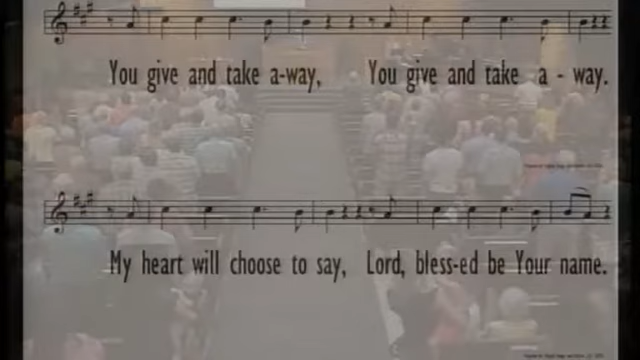 You give and take a-way, You give and take a - way.
My heart will choose to say, Lord, bless-ed be Your name.